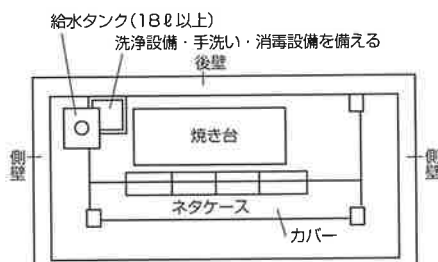 給水タンク(18ℓ以上)
洗浄設備・手洗い・消毒設備を備える
後壁
側壁
焼き台
側壁
ネタケース
カバー